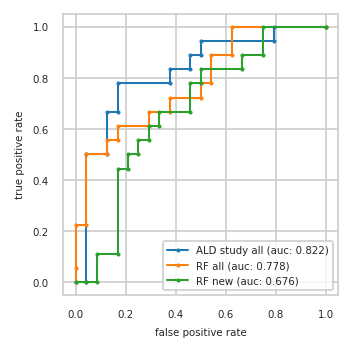 1.0
0.8
0.6
0.4
0.2
0.0
true positive rate
ALD study all (auc: 0.822)
RF all (auc: 0.778)
RF new (auc: 0.676)
0.0 0.2 0.4 0.6 0.8 1.0
false positive rate